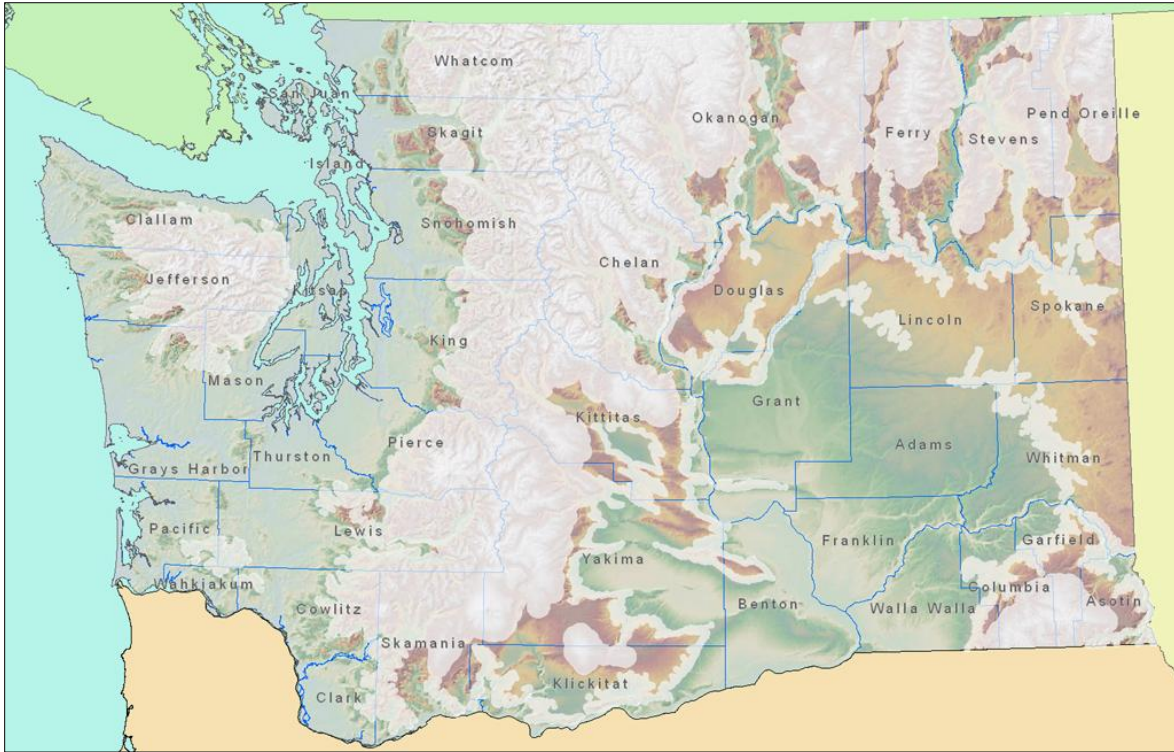 Whatcom
San Juan
Skagit
Okanogan
Ferry
Stevens
Pend Oreille
Island
Clallam
Snohomish
Chelan
Jefferson
Kitsap
Douglas
Lincoln
Spokane
King
Mason
Kittitas
Grant
Adams
Pierce
Thurston
Grays Harbor
Whitman
Pacific
Lewis
Yakima
Franklin
Garfield
Wahkiakum
Cowlitz
Benton
Walla Walla
Columbia
Asotin
Skamania
Clark
Klickitat